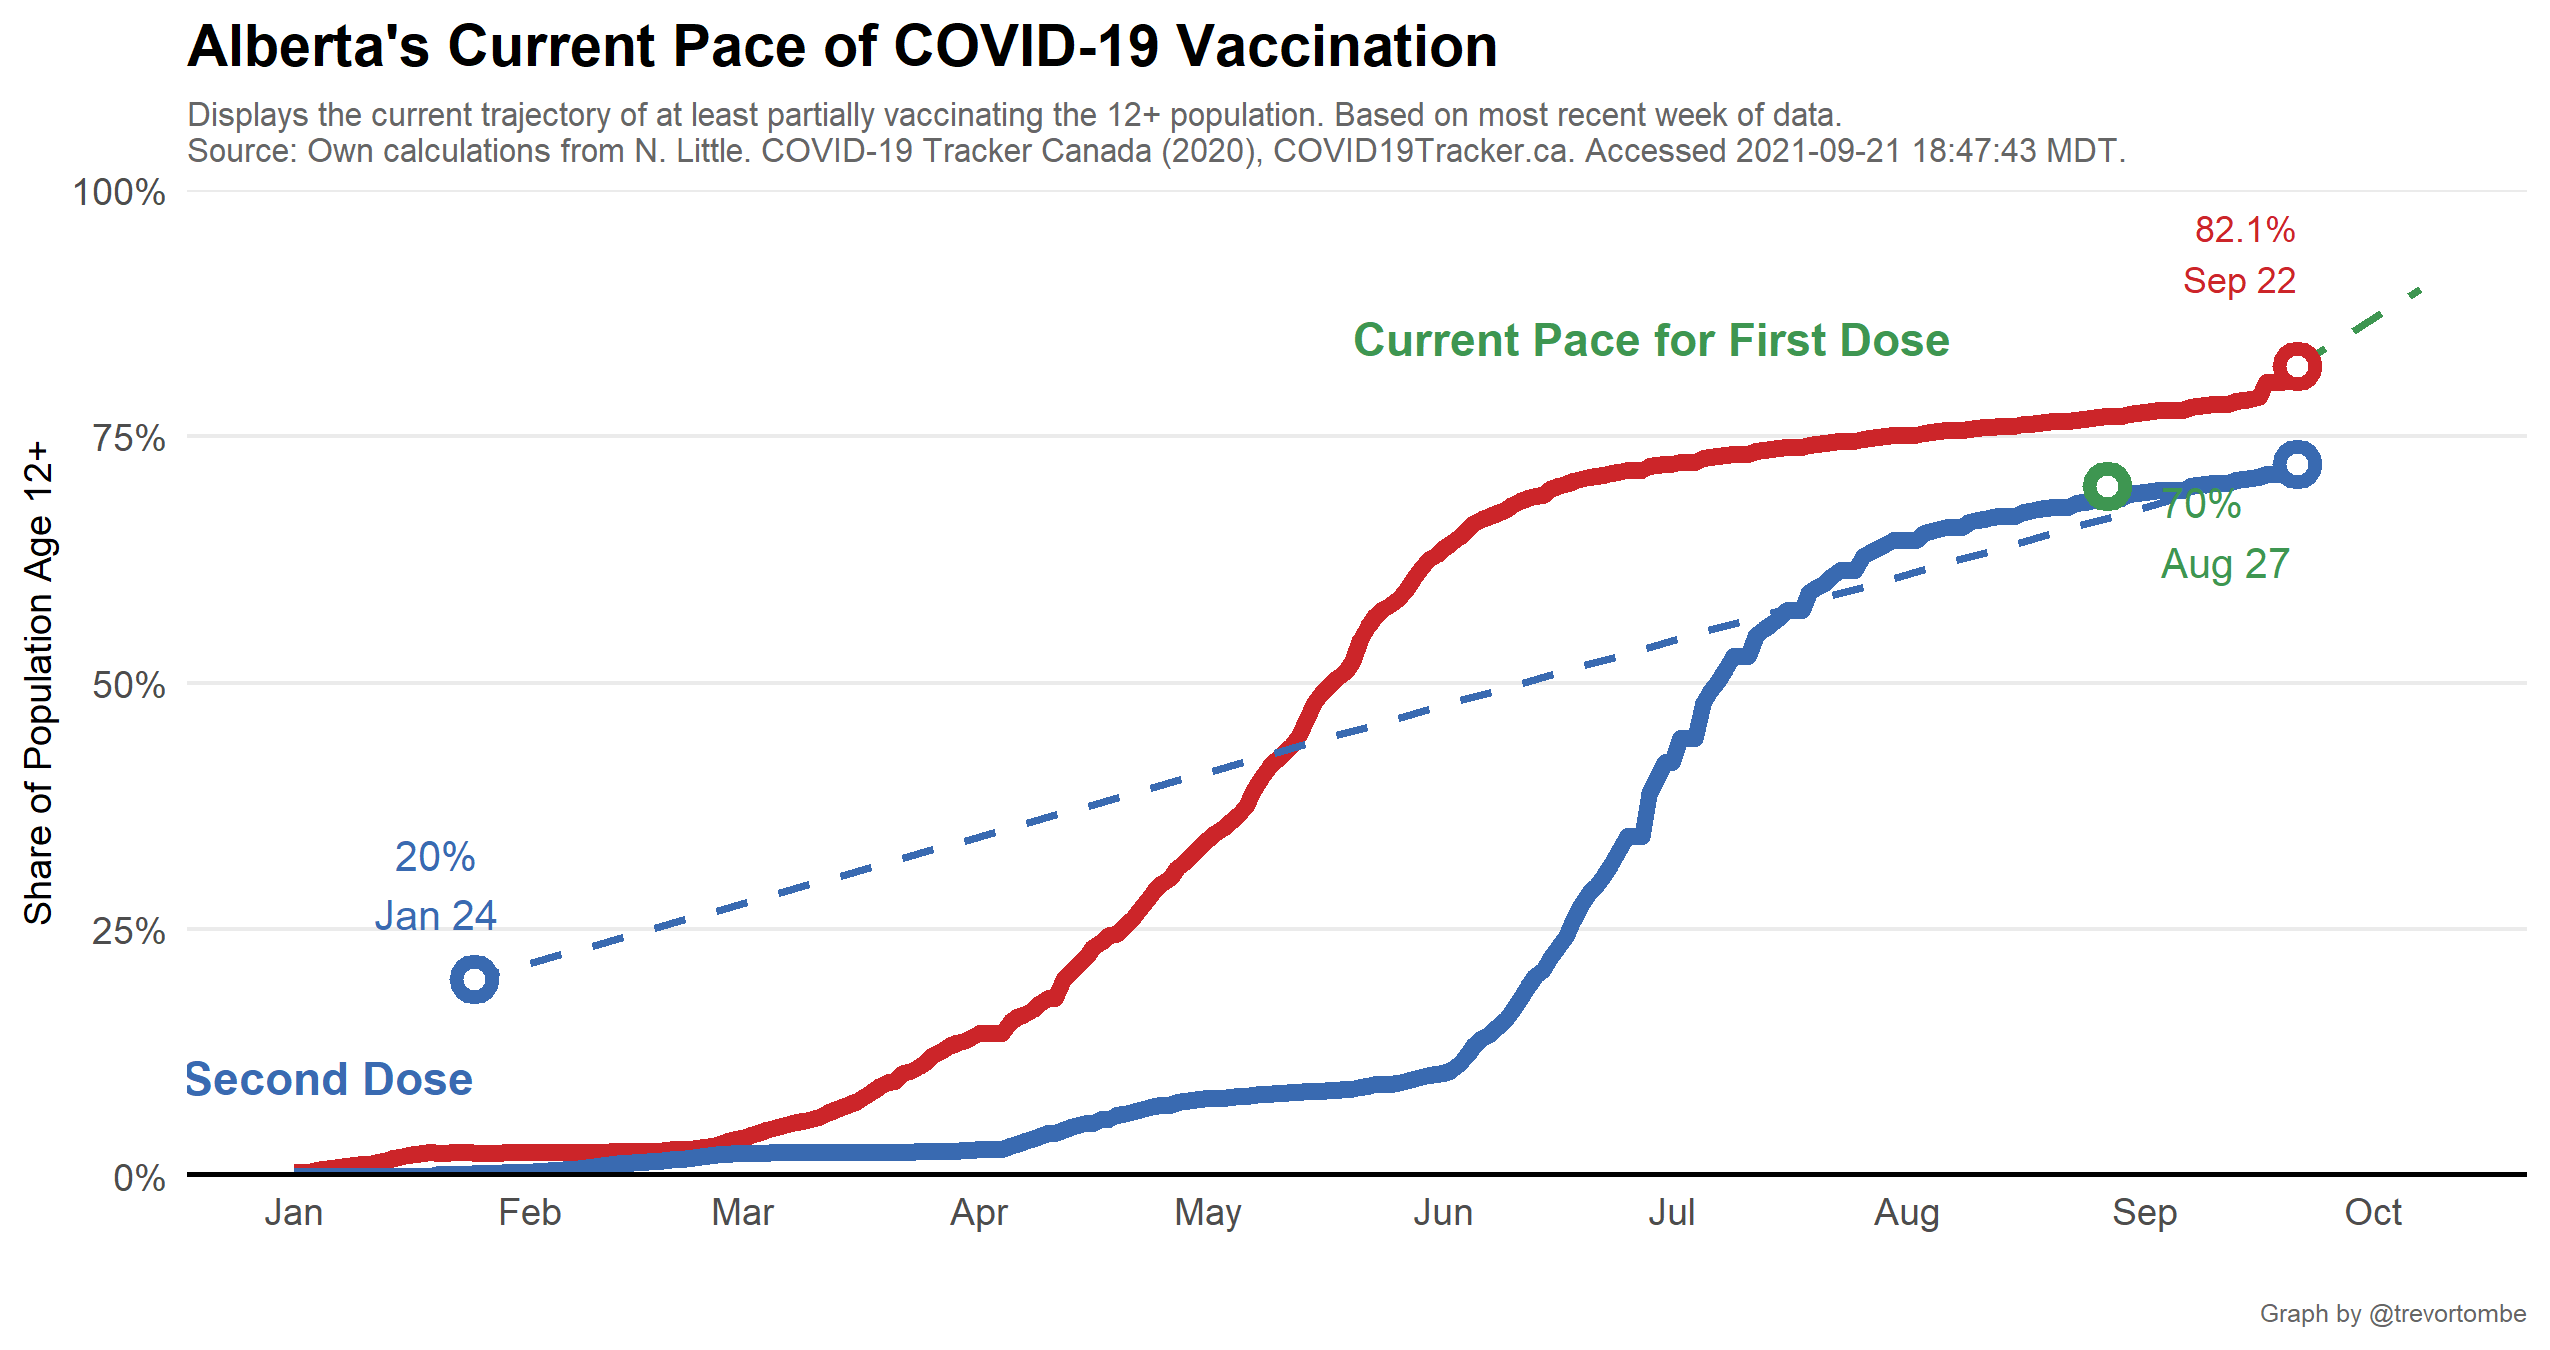 Alberta's Current Pace of COVID-19 Vaccination
Displays the current trajectory of at least partially vaccinating the 12+ population. Based on most recent week of data.
Source: Own calculations from N. Little. COVID-19 Tracker Canada (2020), COVID19Tracker.ca. Accessed 2021-09-21 18:47:43 MDT.
100%
82.1%
Sep 22
Current Pace for First Dose
75%
70%
Aug 27
Share of Population Age 12+
50%
20%
Jan 24
25%
Second Dose
0%
Jan Feb Mar Apr May Jun Jul Aug Sep Oct
Graph by @trevortombe